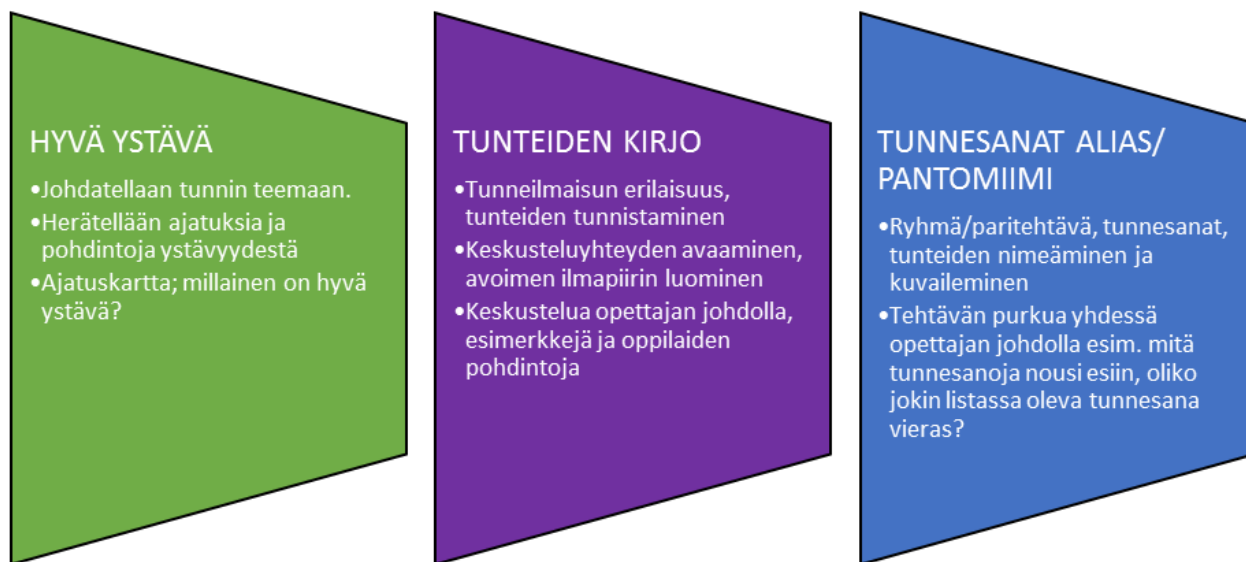 HYVÄ YSTÄVÄ
•Johdatellaan tunnin teemaan.
•Herätellään ajatuksia ja
pohdintoja ystävyydestä
•Ajatuskartta; millainen on hyvä
ystävä?
TUNTEIDEN KIRJO
•Tunneilmaisun erilaisuus,
tunteiden tunnistaminen
•Keskusteluyhteyden avaaminen,
avoimen ilmapiirin luominen
•Keskustelua opettajan johdolla,
esimerkkejä ja oppilaiden
pohdintoja
TUNNESANAT ALIAS/
PANTOMIIMI
•Ryhmä/paritehtävä, tunnesanat,
tunteiden nimeäminen ja
kuvaileminen
•Tehtävän purkua yhdessä
opettajan johdolla esim. mitä
tunnesanoja nousi esiin, oliko
jokin listassa oleva tunnesana
vieras?